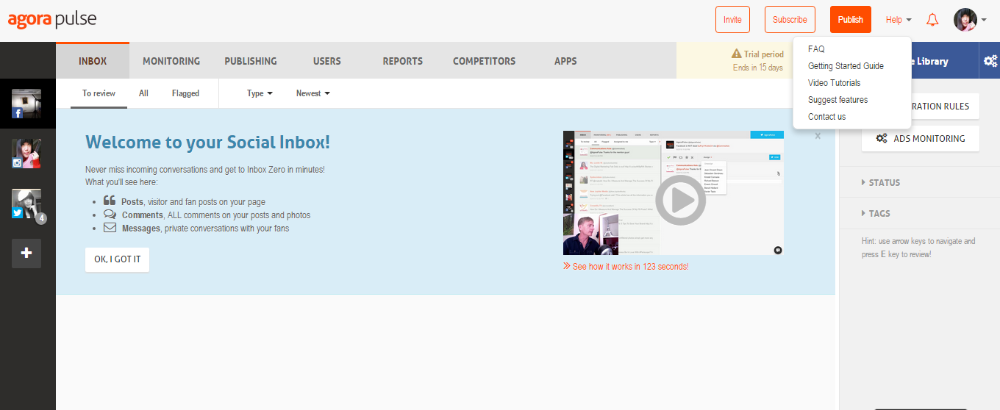 agora pulse
Invite
Subscribe
Publish
Help
FAQ
Getting Started Guide
Video Tutorials
Suggest features
Contact us
INBOX
MONITORING
PUBLISHING
USERS
REPORTS
COMPETITORS
APPS
Trial period
Ends in 15 days
Library
To review
All
Flagged
Type
Newest
Welcome to your Social Inbox!
Never miss incoming conversations and get to Inbox Zero in minutes!
What you'll see here:
Posts, visitor and fan posts on your page
Comments, ALL comments on your posts and photos
Messages, private conversations with your fans
OK, I GOT IT
See how it works in 123 seconds!
4
RATION RULES
ADS MONITORING
STATUS
TAGS
Hint: use arrow keys to navigate and
press E key to review!